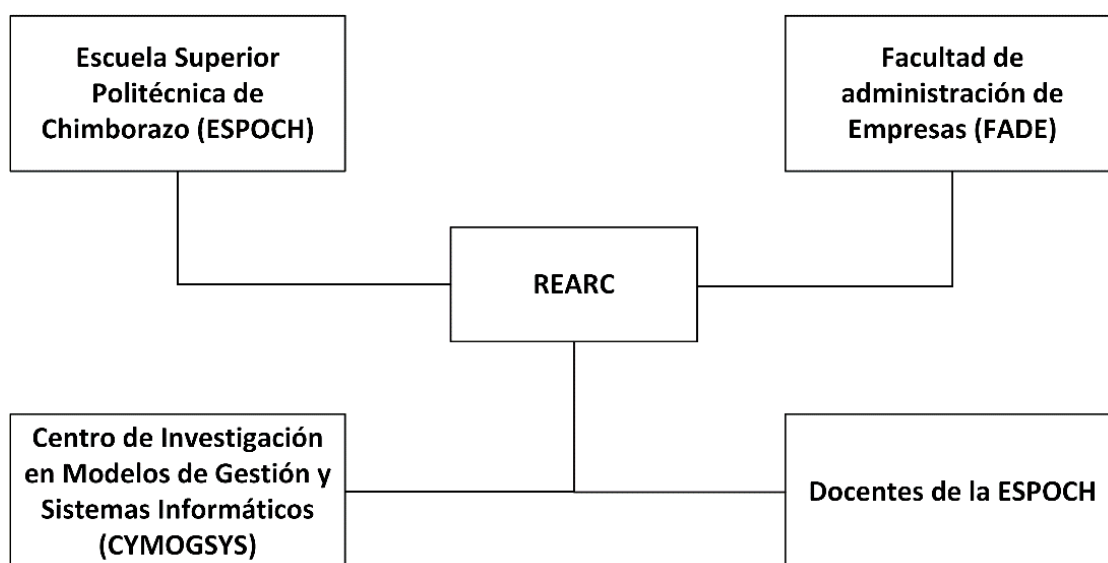 Escuela Superior
Politécnica de
Chimborazo (ESPOCH)
Facultad de
administración de
Empresas (FADE)
REARC
Centro de Investigación
en Modelos de Gestión y
Sistemas Informáticos
(CYMOGSYS)
Docentes de la ESPOCH